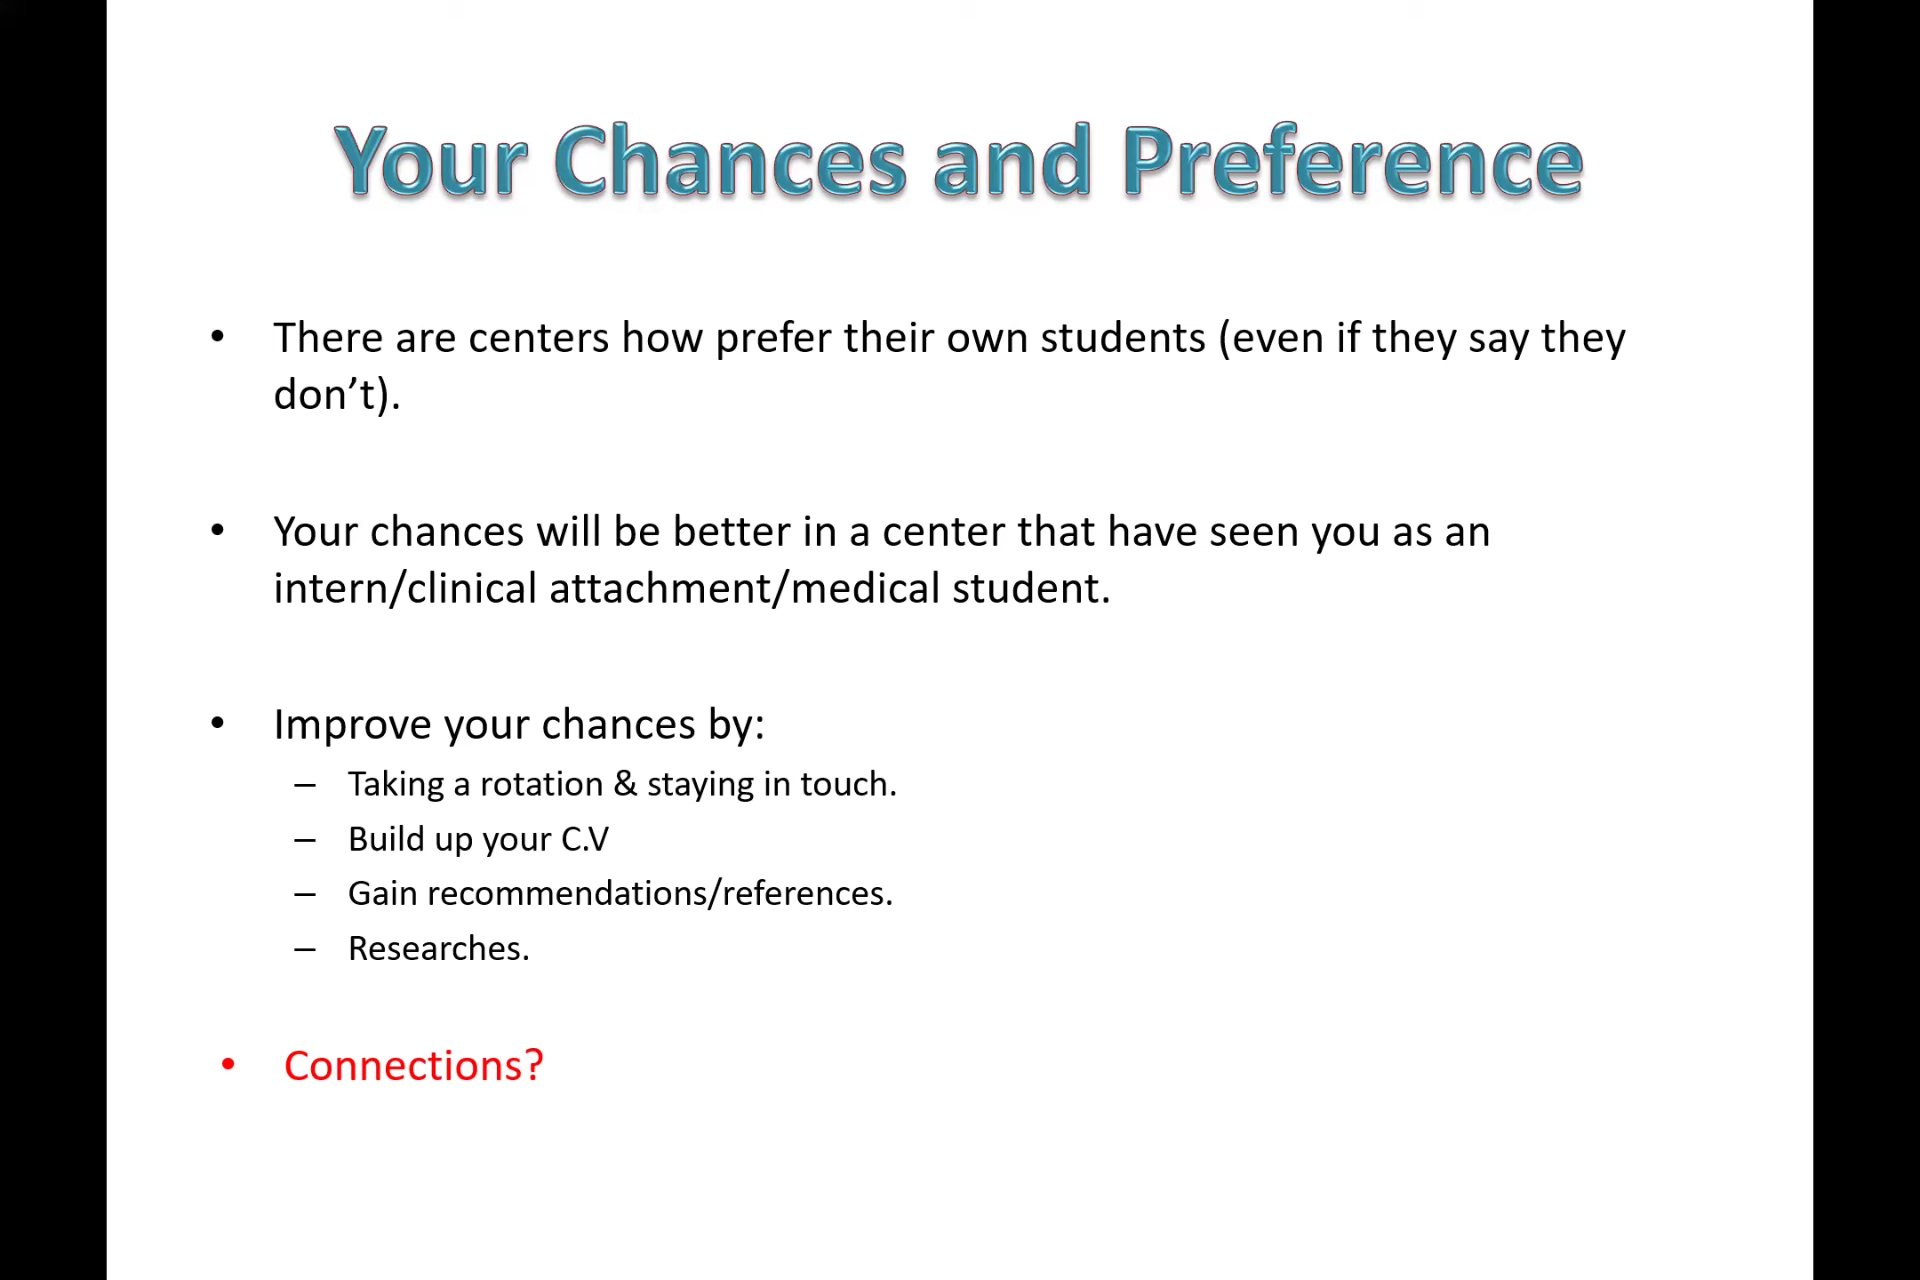 Your Chances and Preference
• There are centers how prefer their own students (even if they say they
don’t).
• Your chances will be better in a center that have seen you as an
intern/clinical attachment/medical student.
• Improve your chances by:
– Taking a rotation & staying in touch.
– Build up your C.V
– Gain recommendations/references.
– Researches.
• Connections?